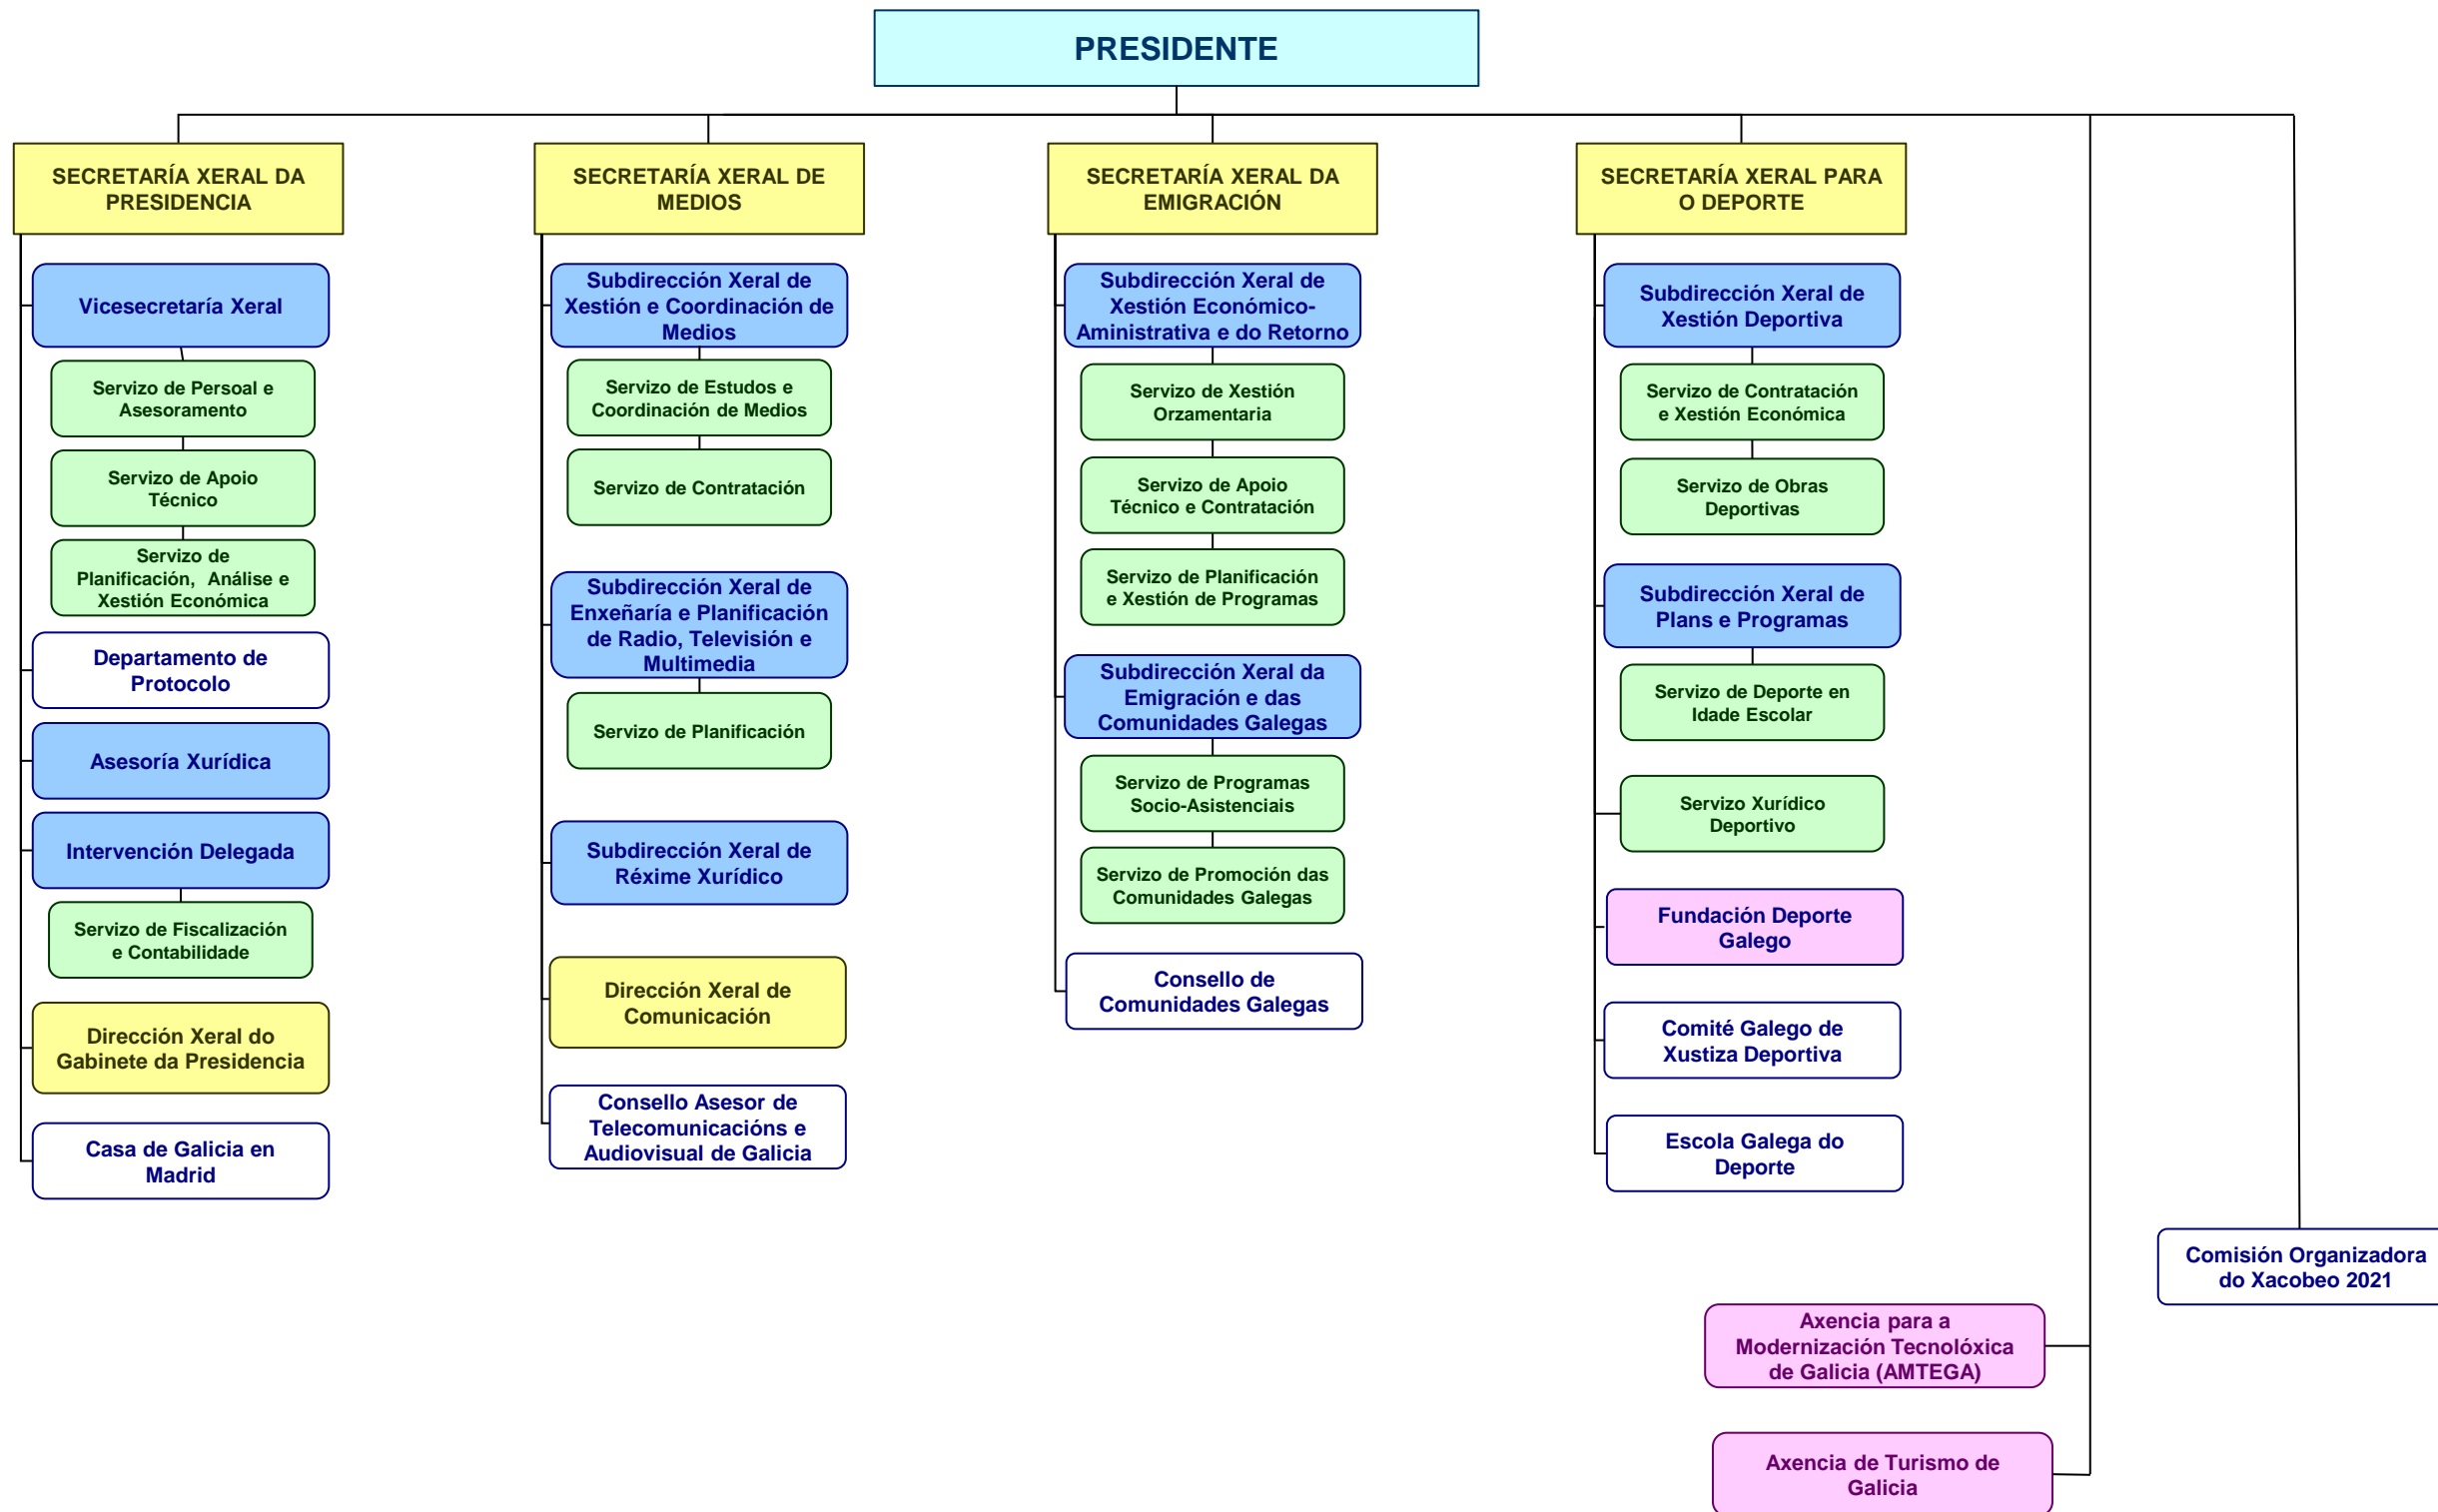 PRESIDENTE
SECRETARÍA XERAL DA
PRESIDENCIA
Vicesecretaría Xeral
Servizo de Persoal e
Asesoramento
Servizo de Apoio
Técnico
Servizo de
Planificación, Análise e
Xestión Económica
Departamento de
Protocolo
Asesoría Xurídica
Intervención Delegada
Servizo de Fiscalización
e Contabilidade
Dirección Xeral do
Gabinete da Presidencia
Casa de Galicia en
Madrid
SECRETARÍA XERAL DE
MEDIOS
Subdirección Xeral de
Xestión e Coordinación de
Medios
Servizo de Estudos e
Coordinación de Medios
Servizo de Contratación
Subdirección Xeral de
Enxeñaría e Planificación
de Radio, Televisión e
Multimedia
Servizo de Planificación
Subdirección Xeral de
Réxime Xurídico
Dirección Xeral de
Comunicación
Consello Asesor de
Telecomunicacións e
Audiovisual de Galicia
SECRETARÍA XERAL DA
EMIGRACIÓN
Subdirección Xeral de
Xestión Económico-
Aministrativa e do Retorno
Servizo de Xestión
Orzamentaria
Servizo de Apoio
Técnico e Contratación
Servizo de Planificación
e Xestión de Programas
Subdirección Xeral da
Emigración e das
Comunidades Galegas
Servizo de Programas
Socio-Asistenciais
Servizo de Promoción das
Comunidades Galegas
Consello de
Comunidades Galegas
SECRETARÍA XERAL PARA
O DEPORTE
Subdirección Xeral de
Xestión Deportiva
Servizo de Contratación
e Xestión Económica
Servizo de Obras
Deportivas
Subdirección Xeral de
Plans e Programas
Servizo de Deporte en
Idade Escolar
Servizo Xurídico
Deportivo
Fundación Deporte
Galego
Comité Galego de
Xustiza Deportiva
Escola Galega do
Deporte
Comisión Organizadora
do Xacobeo 2021
Axencia para a
Modernización Tecnolóxica
de Galicia (AMTEGA)
Axencia de Turismo de
Galicia